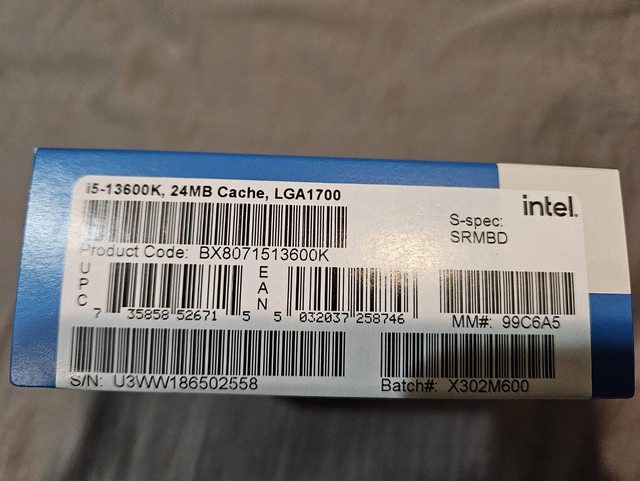 i5-13600K, 24MB Cache, LGA1700
intel.
S-spec:
SRMBD
Product Code: BX8071513600K
UPC
7 35858 52671 5
EAN
5 032037 258746
MM#: 99C6A5
S/N: U3WW186502558
Batch#: X302M600